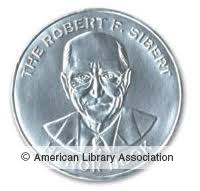 THE ROBERT F. SIBERT
© American Library Association